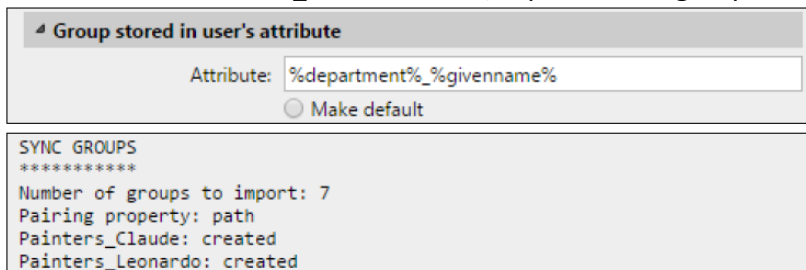 Group stored in user's attribute
Attribute: %department%_%givenname%
Make default
SYNC GROUPS
***********
Number of groups to import: 7
Pairing property: path
Painters_Claude: created
Painters_Leonardo: created